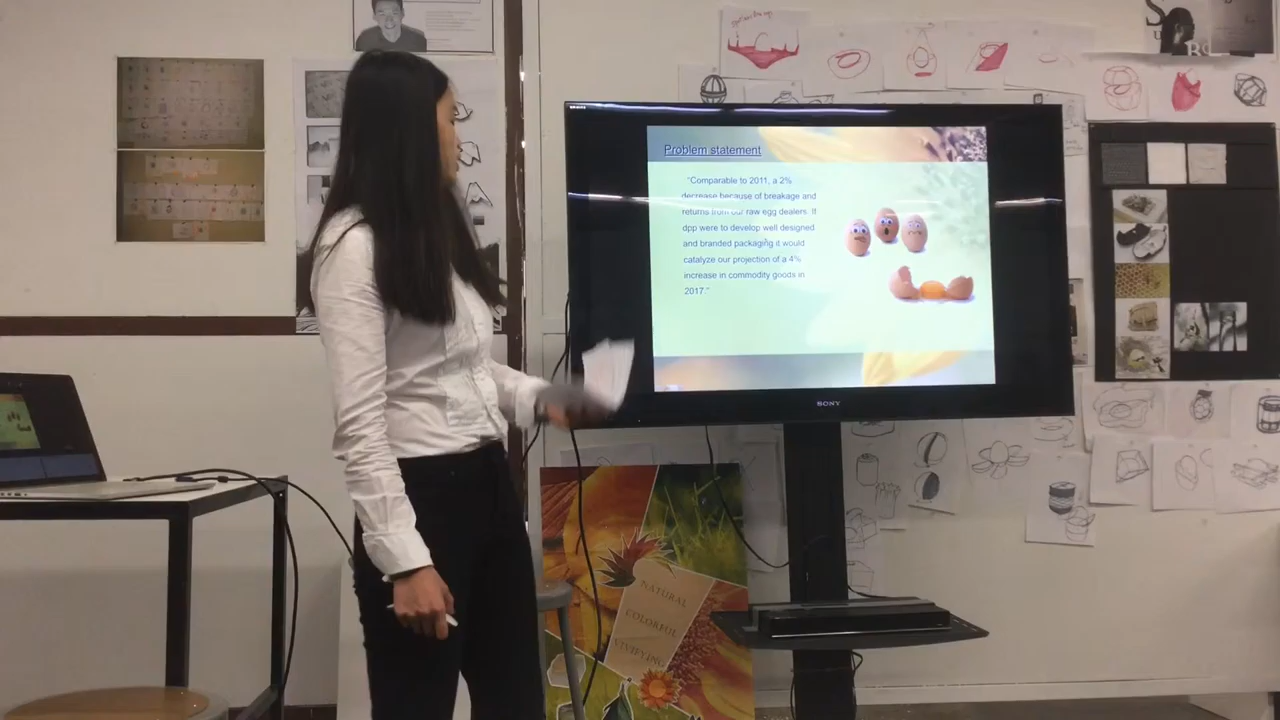 Problem statement
"Comparable to 2011, a 2%
decrease because of breakage and
returns from our raw egg dealers. If
dpp were to develop well designed
and branded packaging it would
catalyze our projection of a 4%
increase in commodity goods in
2017."
SONY
NATURAL
COLORFUL
VIVIFYING